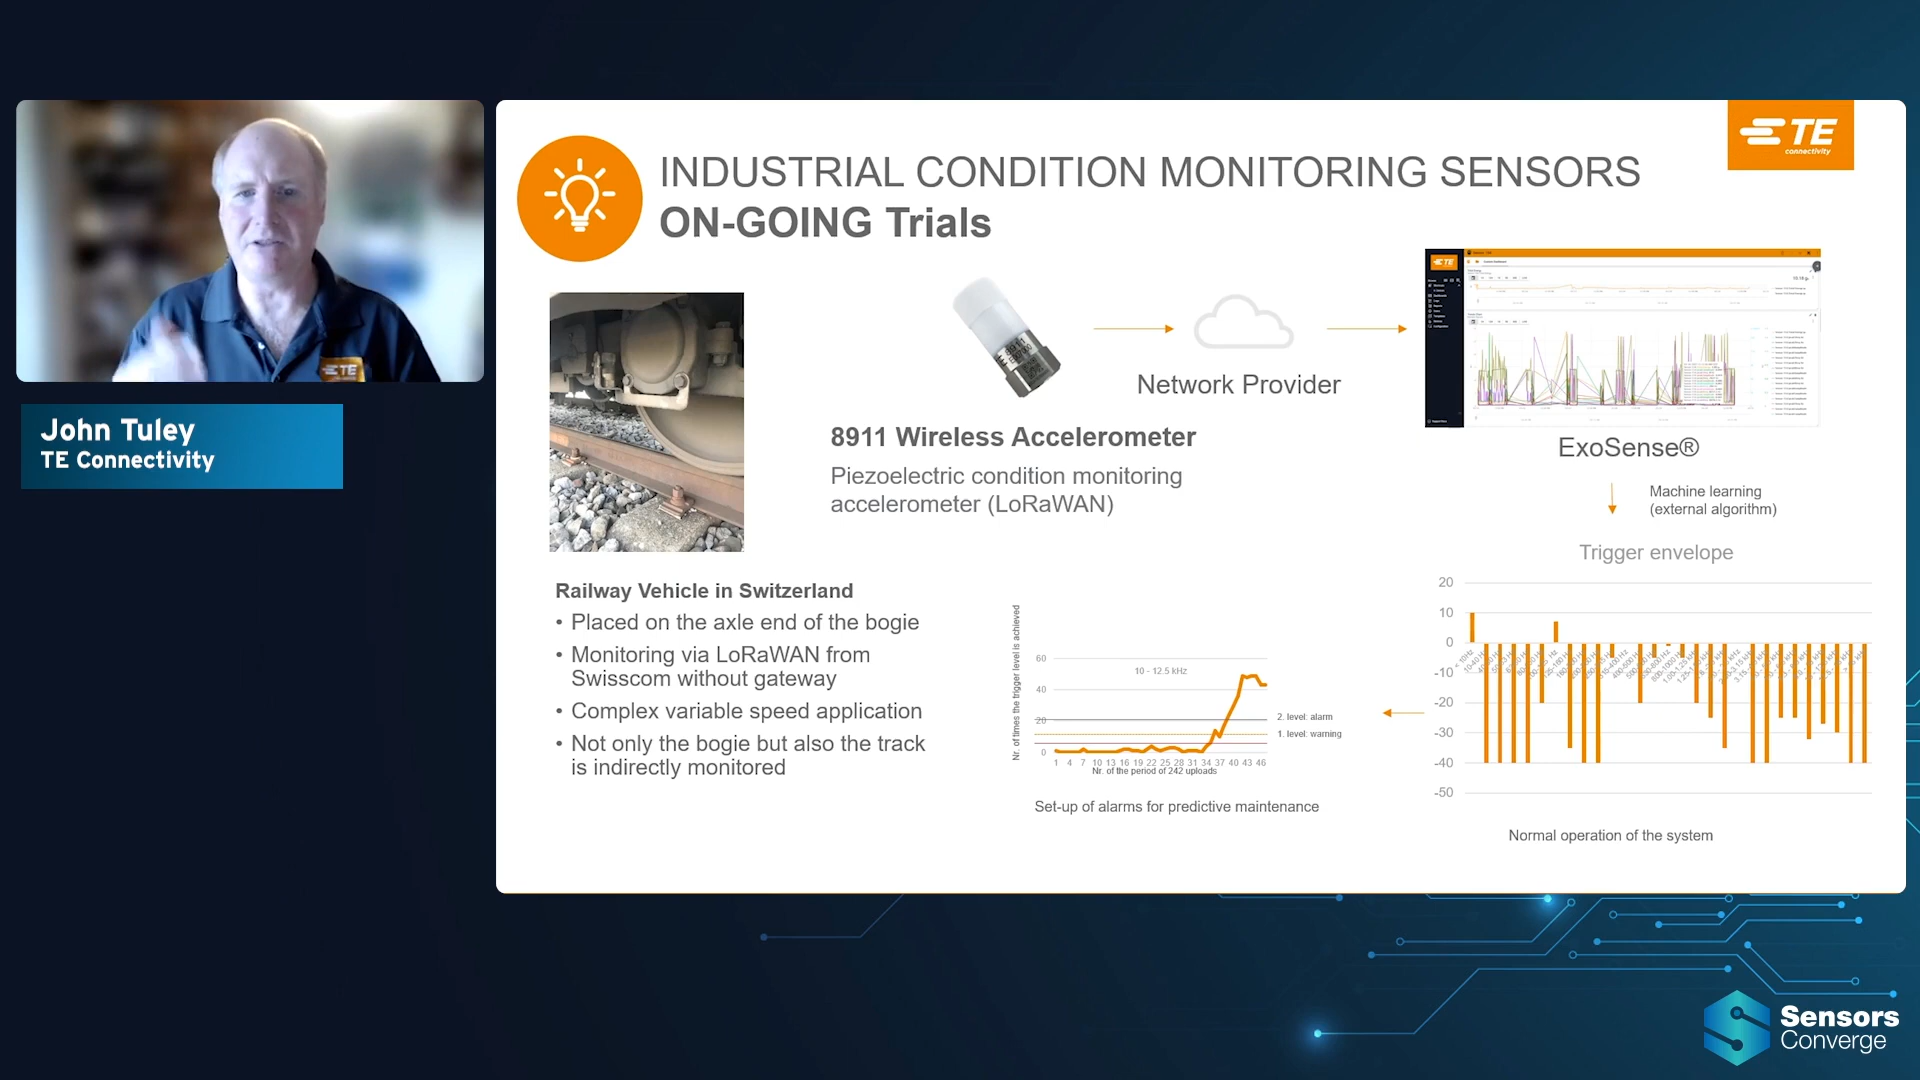 John Tuley
TE Connectivity
TE
connectivity
INDUSTRIAL CONDITION MONITORING SENSORS
ON-GOING Trials
Network Provider
8911 Wireless Accelerometer
Piezoelectric condition monitoring
accelerometer (LoRaWAN)
ExoSense®
Machine learning
(external algorithm)
Trigger envelope
20
10
0
-10
-20
-30
-40
-50
Normal operation of the system
Railway Vehicle in Switzerland
• Placed on the axle end of the bogie
• Monitoring via LoRaWAN from
Swisscom without gateway
• Complex variable speed application
• Not only the bogie but also the track
is indirectly monitored
Nr. of times the trigger level is achieved
60
40
20
0
10 - 12.5 kHz
2. level: alarm
1. level: warning
1 4 7 10 13 16 19 22 25 28 31 34 37 40 43 46
Nr. of the period of 242 uploads
Set-up of alarms for predictive maintenance
Sensors
Converge